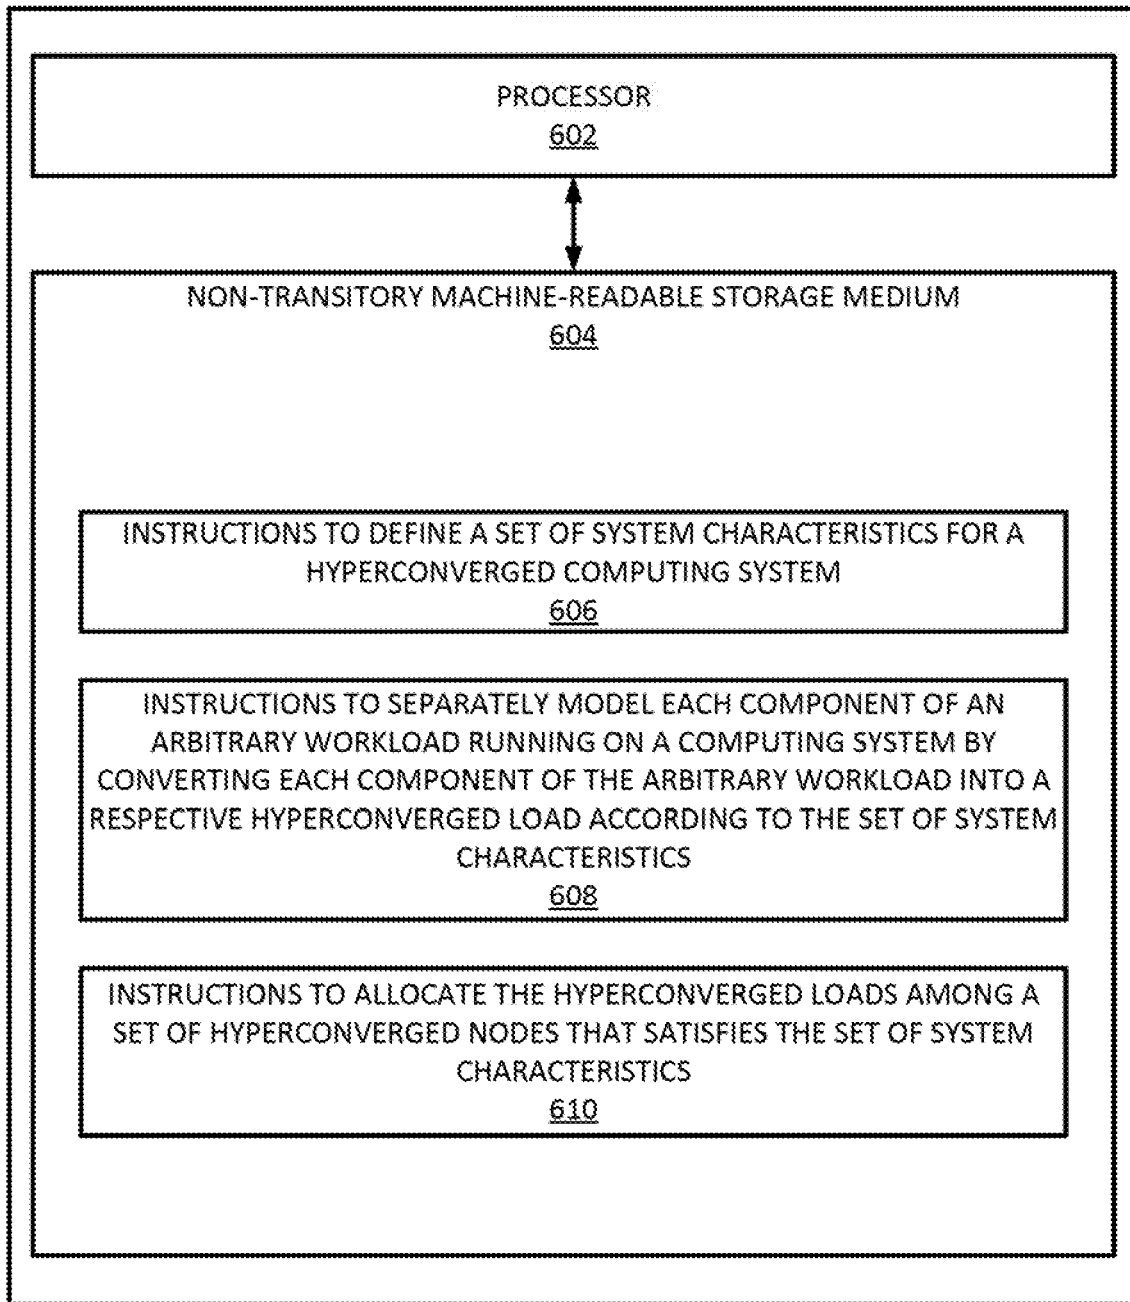 PROCESSOR
602
NON-TRANSITORY MACHINE-READABLE STORAGE MEDIUM
604
INSTRUCTIONS TO DEFINE A SET OF SYSTEM CHARACTERISTICS FOR A
HYPERCONVERGED COMPUTING SYSTEM
606
INSTRUCTIONS TO SEPARATELY MODEL EACH COMPONENT OF AN
ARBITRARY WORKLOAD RUNNING ON A COMPUTING SYSTEM BY
CONVERTING EACH COMPONENT OF THE ARBITRARY WORKLOAD INTO A
RESPECTIVE HYPERCONVERGED LOAD ACCORDING TO THE SET OF SYSTEM
CHARACTERISTICS
608
INSTRUCTIONS TO ALLOCATE THE HYPERCONVERGED LOADS AMONG A
SET OF HYPERCONVERGED NODES THAT SATISFIES THE SET OF SYSTEM
CHARACTERISTICS
610